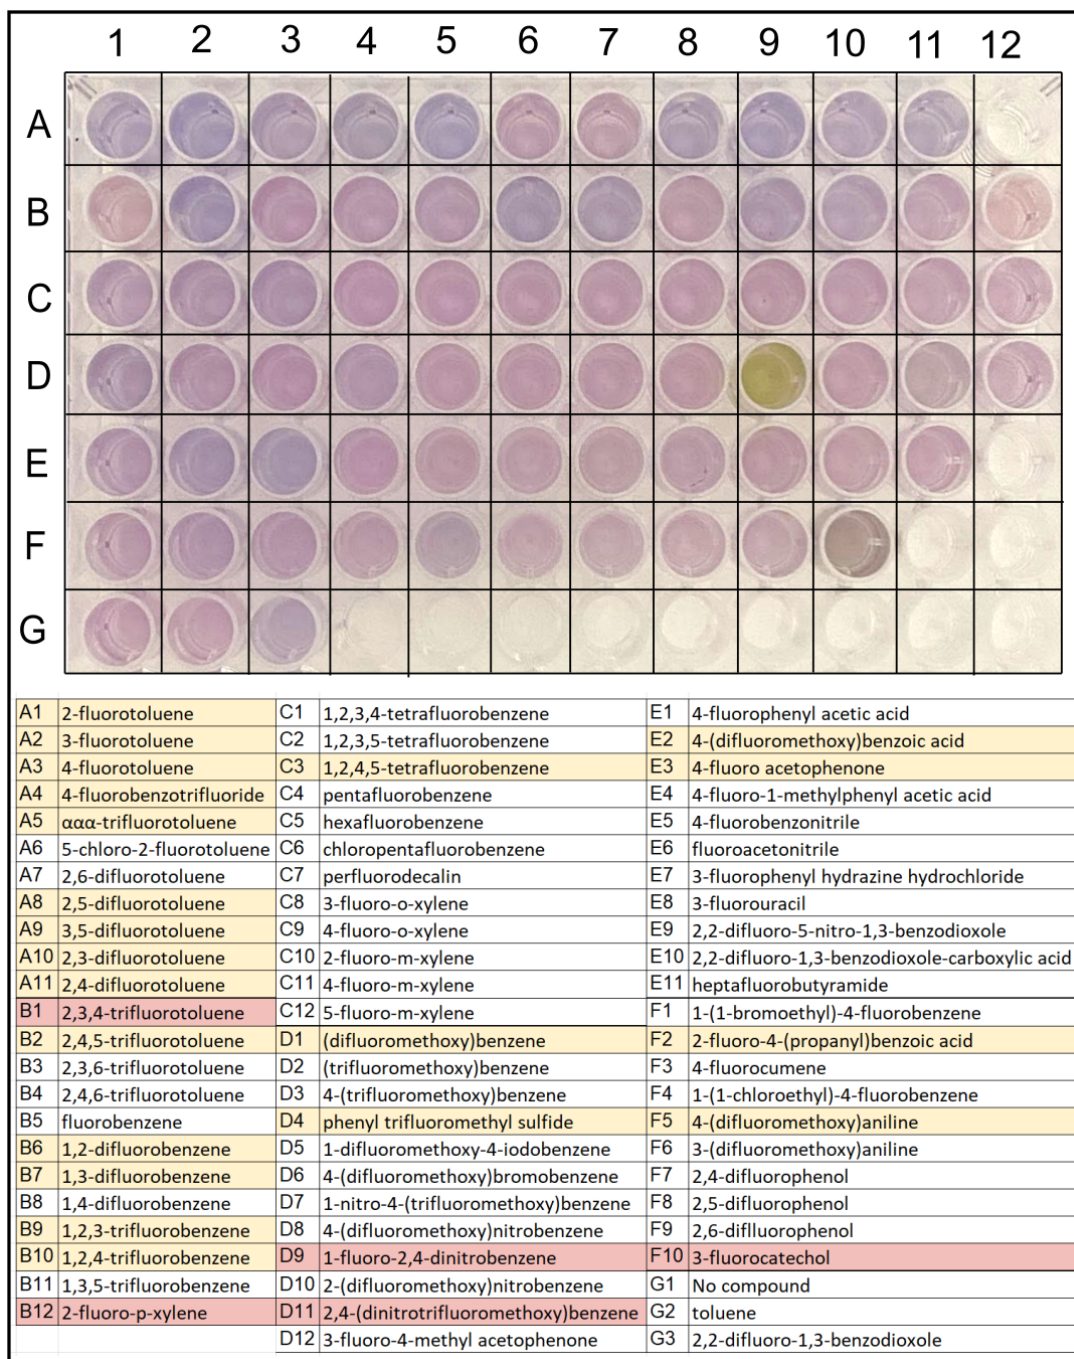 1 2 3 4 5 6 7 8 9 10 11 12
A
B
C
D
E
F
G
A1 2-fluorotoluene C1 1,2,3,4-tetrafluorobenzene E1 4-fluorophenyl acetic acid
A2 3-fluorotoluene C2 1,2,3,5-tetrafluorobenzene E2 4-(difluoromethoxy)benzoic acid
A3 4-fluorotoluene C3 1,2,4,5-tetrafluorobenzene E3 4-fluoro acetophenone
A4 4-fluorobenzotrifluoride C4 pentafluorobenzene E4 4-fluoro-1-methylphenyl acetic acid
A5 ααα-trifluorotoluene C5 hexafluorobenzene E5 4-fluorobenzonitrile
A6 5-chloro-2-fluorotoluene C6 chloropentafluorobenzene E6 fluoroacetonitrile
A7 2,6-difluorotoluene C7 perfluorodecalin E7 3-fluorophenyl hydrazine hydrochloride
A8 2,5-difluorotoluene C8 3-fluoro-o-xylene E8 3-fluorouracil
A9 3,5-difluorotoluene C9 4-fluoro-o-xylene E9 2,2-difluoro-5-nitro-1,3-benzodioxole
A10 2,3-difluorotoluene C10 2-fluoro-m-xylene E10 2,2-difluoro-1,3-benzodioxole-carboxylic acid
A11 2,4-difluorotoluene C11 4-fluoro-m-xylene E11 heptafluorobutyramide
B1 2,3,4-trifluorotoluene C12 5-fluoro-m-xylene F1 1-(1-bromoethyl)-4-fluorobenzene
B2 2,4,5-trifluorotoluene D1 (difluoromethoxy)benzene F2 2-fluoro-4-(propanyl)benzoic acid
B3 2,3,6-trifluorotoluene D2 (trifluoromethoxy)benzene F3 4-fluorocumene
B4 2,4,6-trifluorotoluene D3 4-(trifluoromethoxy)benzene F4 1-(1-chloroethyl)-4-fluorobenzene
B5 fluorobenzene D4 phenyl trifluoromethyl sulfide F5 4-(difluoromethoxy)aniline
B6 1,2-difluorobenzene D5 1-difluoromethoxy-4-iodobenzene F6 3-(difluoromethoxy)aniline
B7 1,3-difluorobenzene D6 4-(difluoromethoxy)bromobenzene F7 2,4-difluorophenol
B8 1,4-difluorobenzene D7 1-nitro-4-(trifluoromethoxy)benzene F8 2,5-difluorophenol
B9 1,2,3-trifluorobenzene D8 4-(difluoromethoxy)nitrobenzene F9 2,6-diflluorophenol
B10 1,2,4-trifluorobenzene D9 1-fluoro-2,4-dinitrobenzene F10 3-fluorocatechol
B11 1,3,5-trifluorobenzene D10 2-(difluoromethoxy)nitrobenzene G1 No compound
B12 2-fluoro-p-xylene D11 2,4-(dinitrotrifluoromethoxy)benzene G2 toluene
D12 3-fluoro-4-methyl acetophenone G3 2,2-difluoro-1,3-benzodioxole